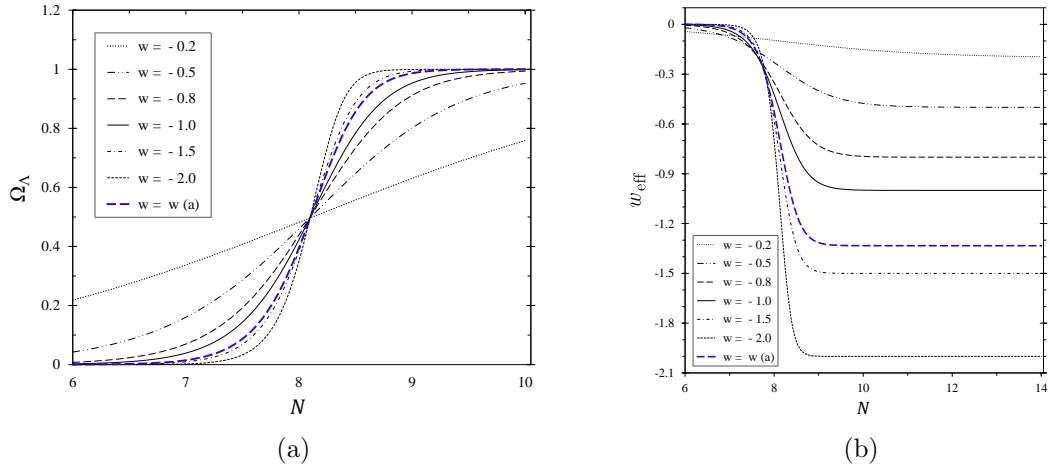 1.2
1
0.8
0.6
0.4
0.2
0
Ω_Λ
w = - 0.2
w = - 0.5
w = - 0.8
w = - 1.0
w = - 1.5
w = - 2.0
w = w (a)
6 7 8 9 10
N
(a)
0
-0.3
-0.6
-0.9
-1.2
-1.5
-1.8
-2.1
w_eff
w = - 0.2
w = - 0.5
w = - 0.8
w = - 1.0
w = - 1.5
w = - 2.0
w = w (a)
6 8 10 12 14
N
(b)